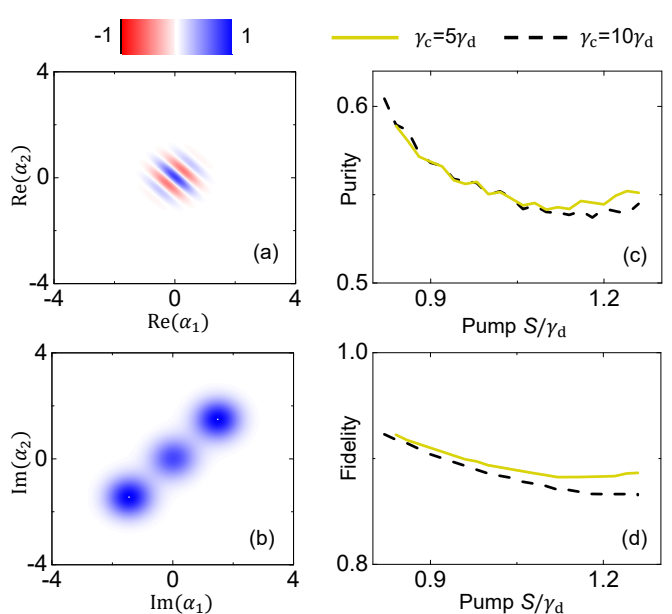 -1 1 γc=5γd γc=10γd
4
0
-4
-4 0 4
Re(α1)
Re(α2)
(a)
0.6
0.5
0.9 1.2
Pump S/γd
Purity
(c)
4
0
-4
-4 0 4
Im(α1)
Im(α2)
(b)
1.0
0.8
0.9 1.2
Pump S/γd
Fidelity
(d)